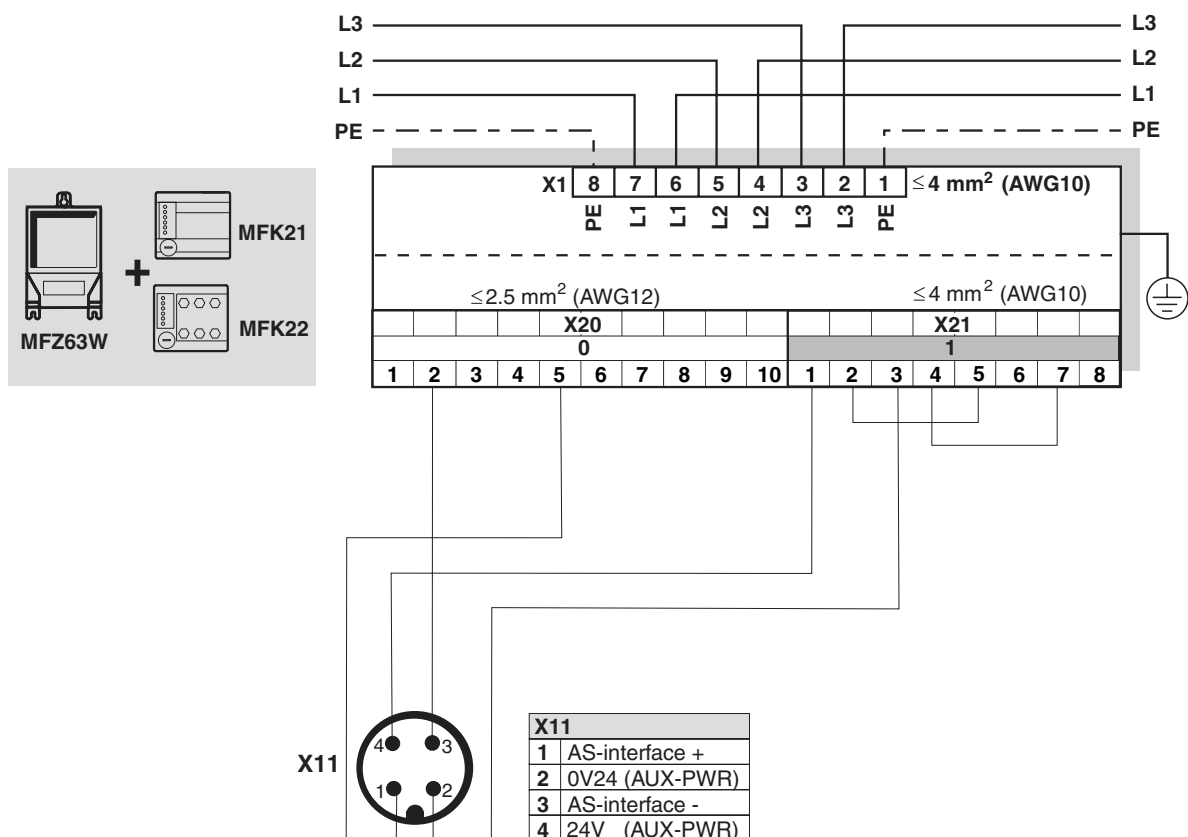 L3 L3
L2 L2
L1 L1
PE PE
X1 8 7 6 5 4 3 2 1 ≤4 mm² (AWG10)
PE L1 L1 L2 L2 L3 L3 PE
MFK21
MFK22
MFZ63W
+
≤2.5 mm² (AWG12) ≤4 mm² (AWG10)
X20 X21
0 1
1 2 3 4 5 6 7 8 9 10 1 2 3 4 5 6 7 8
X11
4 3
1 2
X11
1 AS-interface +
2 0V24 (AUX-PWR)
3 AS-interface -
4 24V (AUX-PWR)